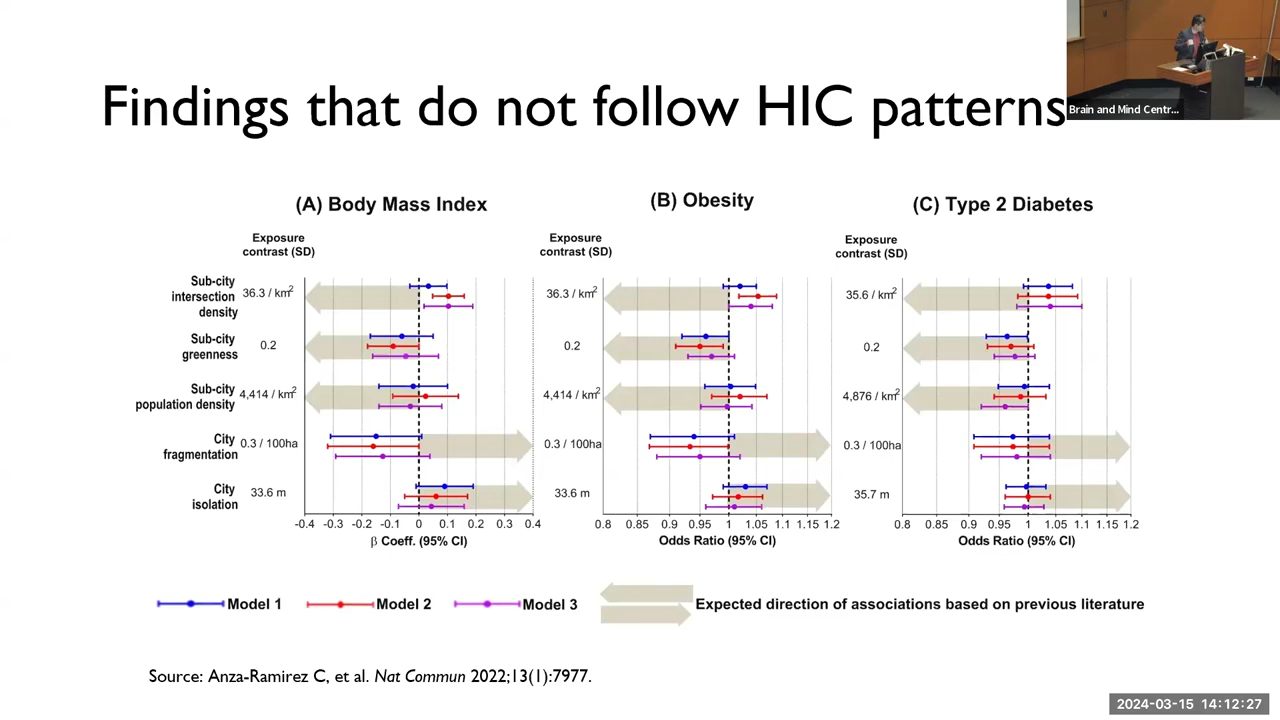 Findings that do not follow HIC patterns
Brain and Mind Centr...
(A) Body Mass Index
(B) Obesity
(C) Type 2 Diabetes
Exposure
contrast (SD)
Exposure
contrast (SD)
Exposure
contrast (SD)
Sub-city
intersection
density
36.3 / km2
36.3 / km2
35.6 / km2
Sub-city
greenness
0.2
0.2
0.2
Sub-city
population density
4,414 / km2
4,414 / km2
4,876 / km2
City
fragmentation
0.3 / 100ha
0.3 / 100ha
0.3 / 100ha
City
isolation
33.6 m
33.6 m
35.7 m
-0.4 -0.3 -0.2 -0.1 0 0.1 0.2 0.3 0.4
0.8 0.85 0.9 0.95 1 1.05 1.1 1.15 1.2
0.8 0.85 0.9 0.95 1 1.05 1.1 1.15 1.2
β Coeff. (95% CI)
Odds Ratio (95% CI)
Odds Ratio (95% CI)
Model 1
Model 2
Model 3
Expected direction of associations based on previous literature
Source: Anza-Ramirez C, et al. Nat Commun 2022;13(1):7977.
2024-03-15 14:12:27